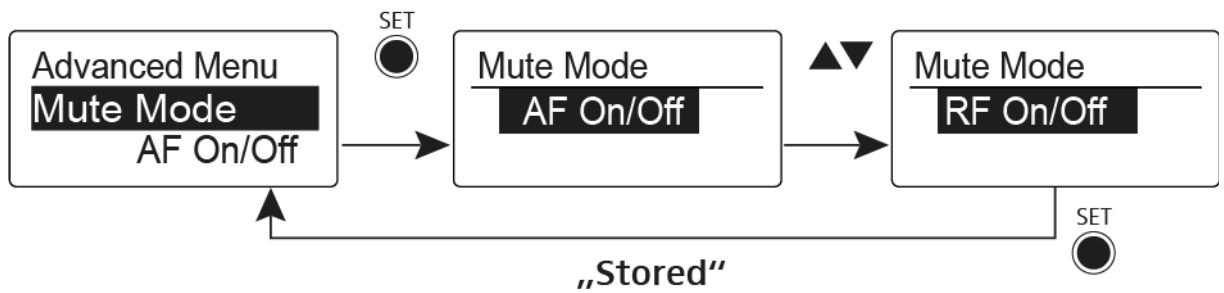 SET
Advanced Menu
Mute Mode
AF On/Off
Mute Mode
AF On/Off
▲▼
Mute Mode
RF On/Off
SET
„Stored“